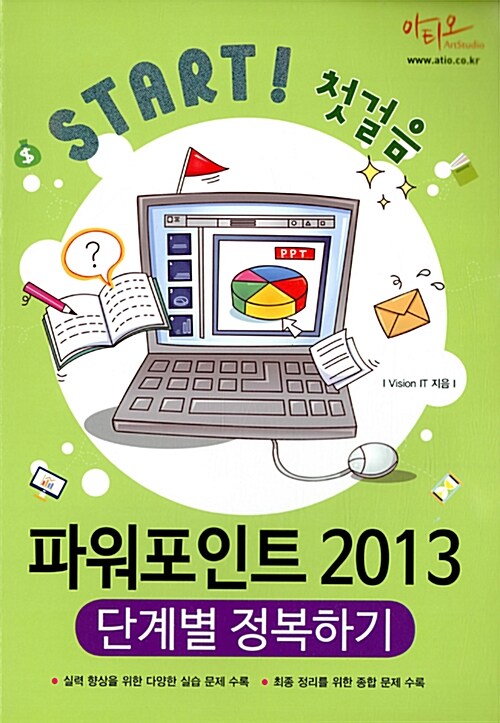 아티오
ArtStudio
www.atio.co.kr
START! 첫걸음
$
?
PPT
I Vision IT 지음 I
파워포인트 2013
단계별 정복하기
● 실력 향상을 위한 다양한 실습 문제 수록 ● 최종 정리를 위한 종합 문제 수록